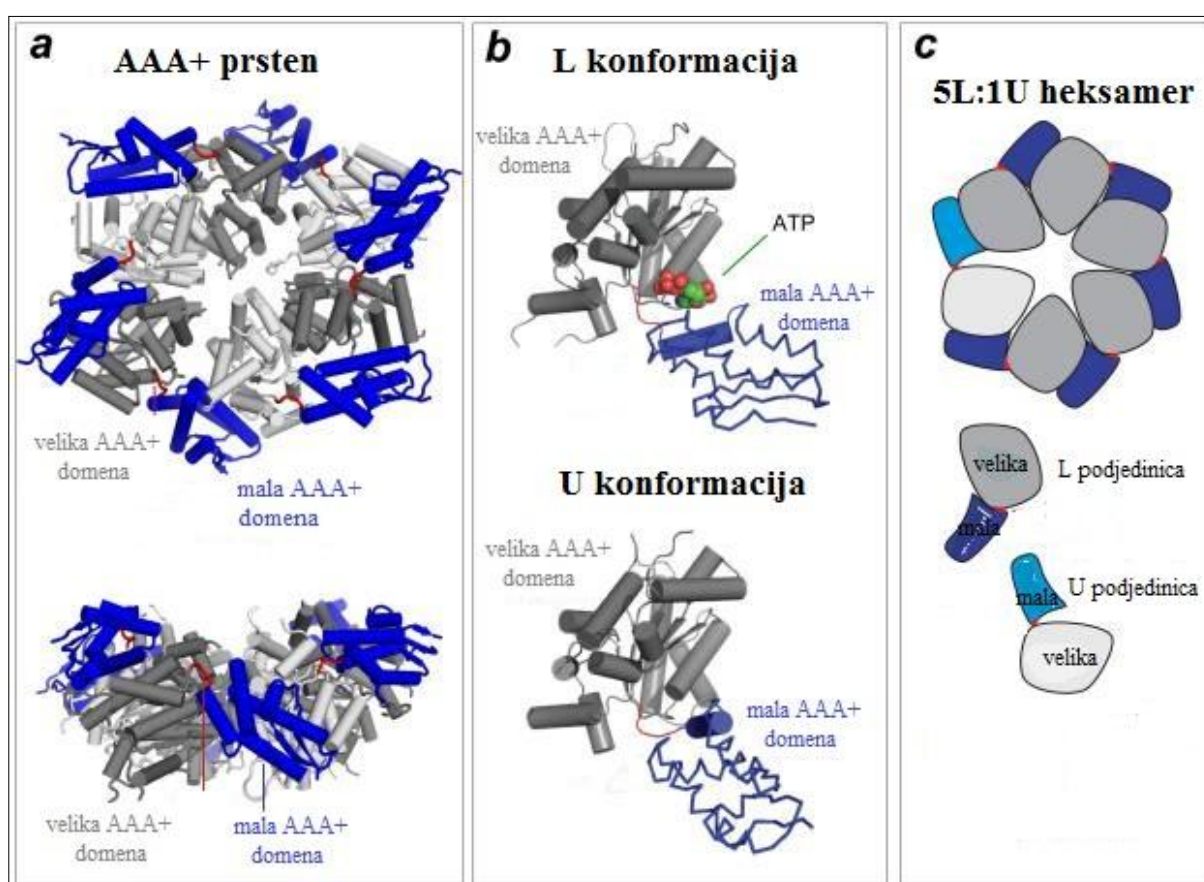 a
AAA+ prsten
velika AAA+
domena
mala AAA+
domena
velika AAA+
domena
mala AAA+
domena
b
L konformacija
velika AAA+
domena
ATP
mala AAA+
domena
U konformacija
velika AAA+
domena
mala AAA+
domena
c
5L:1U heksamer
velika
L podjedinica
mala
mala
U podjedinica
velika